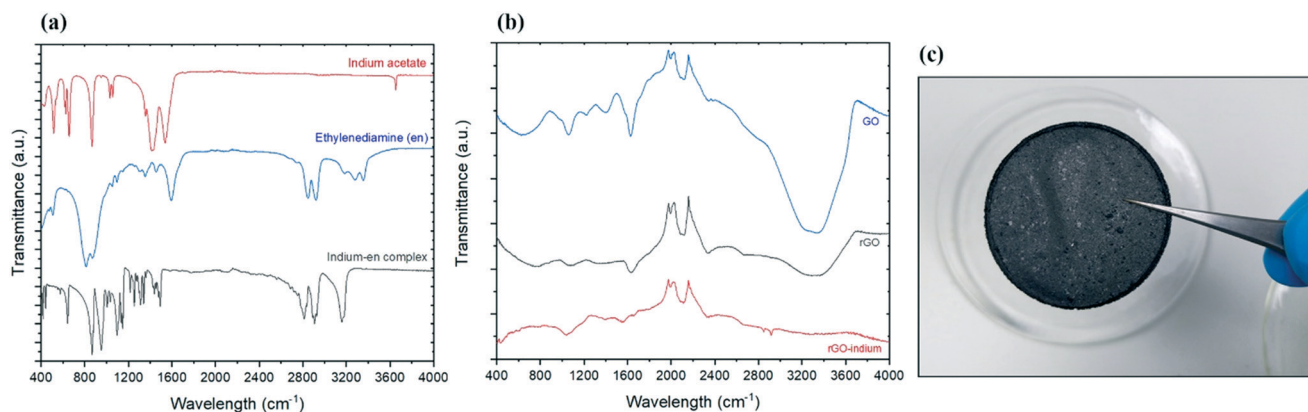 (a)
Indium acetate
Ethylenediamine (en)
Indium-en complex
Transmittance (a.u.)
400 800 1200 1600 2000 2400 2800 3200 3600 4000
Wavelength (cm⁻¹)
(b)
GO
rGO
rGO-indium
Transmittance (a.u.)
400 800 1200 1600 2000 2400 2800 3200 3600 4000
Wavelength (cm⁻¹)
(c)